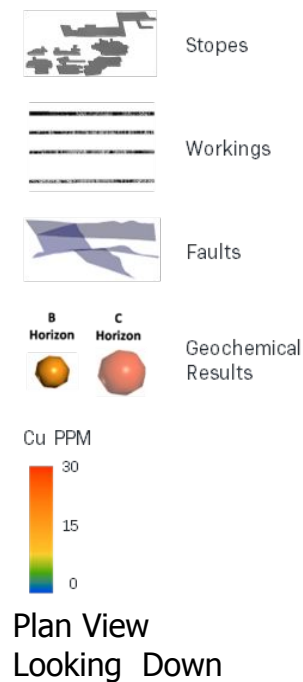 Stopes
Workings
Faults
B
Horizon
C
Horizon
Geochemical
Results
Cu PPM
30
15
0
Plan View
Looking Down